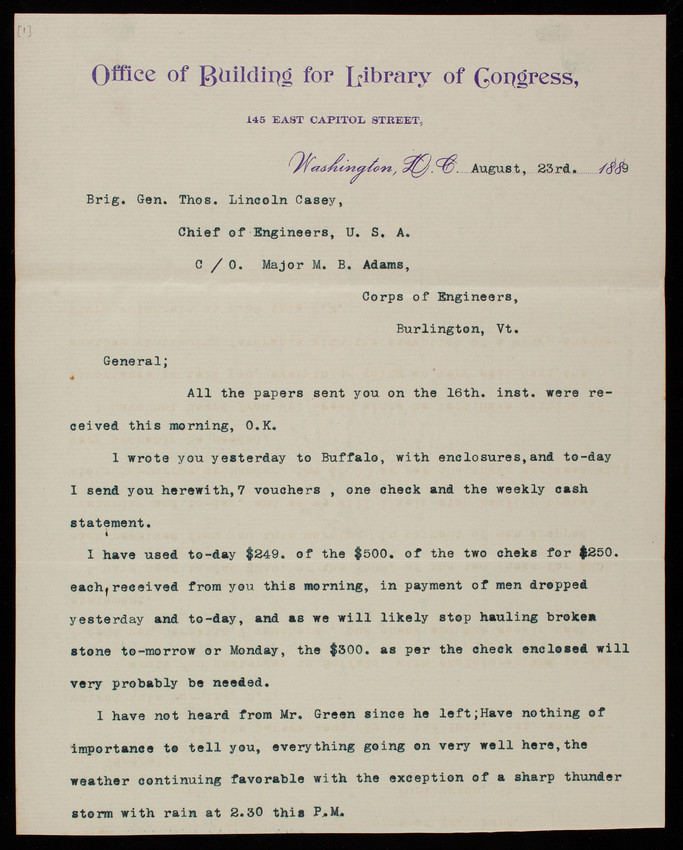 [1]
Office of Building for Library of Congress,
145 EAST CAPITOL STREET,
Washington, D. C. August, 23rd. 1889
Brig. Gen. Thos. Lincoln Casey,
Chief of Engineers, U. S. A.
C / O. Major M. B. Adams,
Corps of Engineers,
Burlington, Vt.
General;
All the papers sent you on the 16th. inst. were re-
ceived this morning, O.K.
I wrote you yesterday to Buffalo, with enclosures,and to-day
I send you herewith,7 vouchers , one check and the weekly cash
statement.
I have used to-day $249. of the $500. of the two cheks for $250.
each,received from you this morning, in payment of men dropped
yesterday and to-day, and as we will likely stop hauling broken
stone to-morrow or Monday, the $300. as per the check enclosed will
very probably be needed.
I have not heard from Mr. Green since he left;Have nothing of
importance to tell you, everything going on very well here,the
weather continuing favorable with the exception of a sharp thunder
storm with rain at 2.30 this P.M.